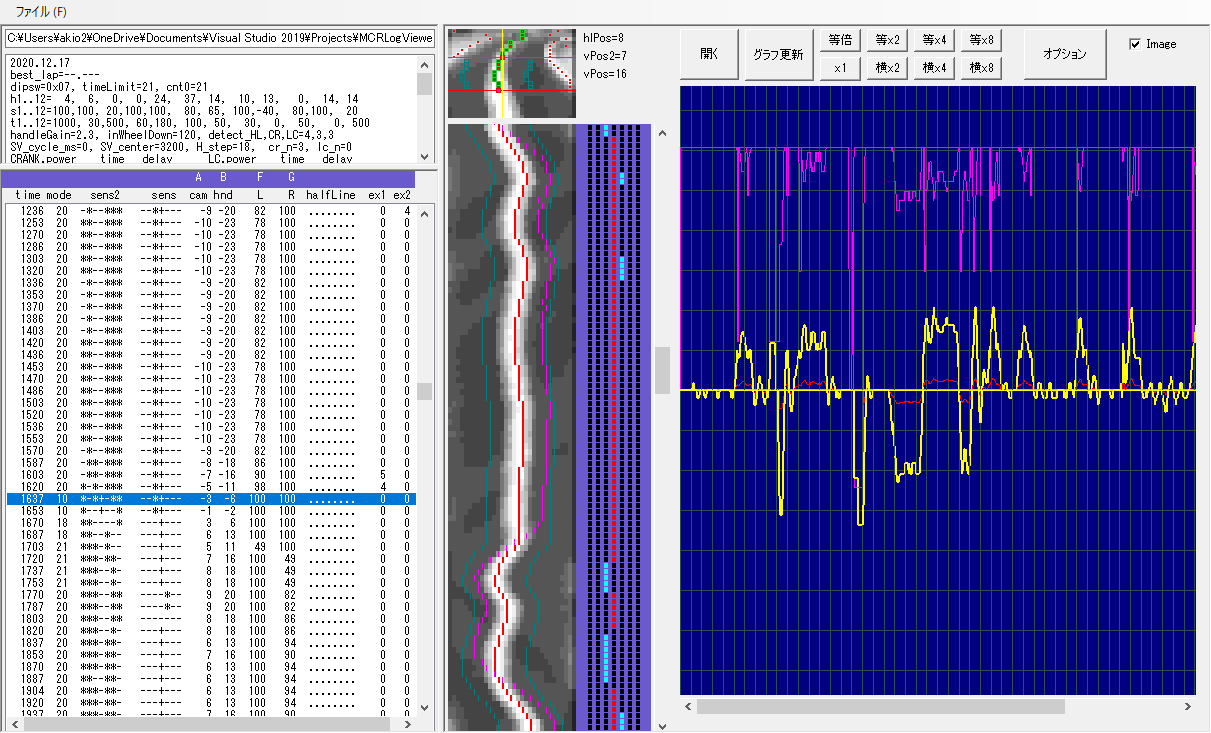 ファイル (F)
C:¥Users¥akio2¥OneDrive¥Documents¥Visual Studio 2019¥Projects¥MCRLogViewe
2020.12.17
best_lap=--.---
dipsw=0x07, timeLimit=21, cnt0=21
h1..12=  4,  6,  0,  0, 24,  37, 14,  10, 13,   0,  14, 14
s1..12=100,100, 20,100,100,  80, 65, 100,-40,  80,100,  20
t1..12=1000, 30,500, 60,180, 100, 50,  30,  0,  50,   0, 500
handleGain=2.3, inWheelDown=120, detect_HL,CR,LC=4,3,3
SV_cycle_ms=0, SV_center=3200, H_step=18,  cr_n=3, lc_n=0
CRANK.power   time   delay     LC.power   time   delay
A B F G
time mode sens2 sens cam hnd L R halfLine ex1 ex2
1236 20 -*--*** --*+--- -9 -20 82 100 ........ 0 4
1253 20 **--*** --*+--- -10 -23 78 100 ........ 0 0
1270 20 **--*** --*+--- -10 -23 78 100 ........ 0 0
1286 20 **--*** --*+--- -10 -23 78 100 ........ 0 0
1303 20 **--*** --*+--- -10 -23 78 100 ........ 0 0
1320 20 **--*** --*+--- -10 -23 78 100 ........ 0 0
1336 20 -*--*** --*+--- -9 -20 82 100 ........ 0 0
1353 20 -*--*** --*+--- -9 -20 82 100 ........ 0 0
1370 20 -*--*** --*+--- -9 -20 82 100 ........ 0 0
1386 20 -*--*** --*+--- -9 -20 82 100 ........ 0 0
1403 20 -*--*** --*+--- -9 -20 82 100 ........ 0 0
1420 20 -*--*** --*+--- -9 -20 82 100 ........ 0 0
1436 20 -*--*** --*+--- -9 -20 82 100 ........ 0 0
1453 20 **--*** --*+--- -10 -23 78 100 ........ 0 0
1470 20 **--*** --*+--- -10 -23 78 100 ........ 0 0
1486 20 **--*** --*+--- -10 -23 78 100 ........ 0 0
1503 20 **--*** --*+--- -10 -23 78 100 ........ 0 0
1520 20 **--*** --*+--- -10 -23 78 100 ........ 0 0
1536 20 **--*** --*+--- -10 -23 78 100 ........ 0 0
1553 20 **--*** --*+--- -10 -23 78 100 ........ 0 0
1570 20 -*--*** --*+--- -9 -20 82 100 ........ 0 0
1587 20 -**-*** --*+--- -8 -18 86 100 ........ 0 0
1603 20 -**-*** --*+--- -7 -16 90 100 ........ 5 0
1620 20 -*-*-*** --*+--- -5 -11 98 100 ........ 4 0
1637 10 *-*+-** --*+--- -3 -6 100 100 ........ 0 0
1653 10 *--+--* --*+--- -1 -2 100 100 ........ 0 0
1670 18 **----* ---+--- 3 6 100 100 ........ 0 0
1687 18 **--*-- ---+--- 6 13 100 100 ........ 0 0
1703 21 ***-*-- ---+--- 5 11 49 100 ........ 0 0
1720 21 ***-**- ---+--- 7 16 100 49 ........ 0 0
1737 21 ***--*- ---+--- 8 18 100 49 ........ 0 0
1753 21 ***-**- ---+--- 8 18 100 49 ........ 0 0
1770 20 ***-**- ----*-- 9 20 100 82 ........ 0 0
1787 20 ***-**- ----*-- 9 20 100 82 ........ 0 0
1803 20 ***---- ------- 8 18 100 86 ........ 0 0
1820 20 ***--*- ---+--- 8 18 100 86 ........ 0 0
1837 20 ***-**- ---+--- 6 13 100 94 ........ 0 0
1853 20 ***-**- ---+--- 7 16 100 90 ........ 0 0
1870 20 ***-**- ---+--- 6 13 100 94 ........ 0 0
1887 20 ***-**- ---+--- 6 13 100 94 ........ 0 0
1904 20 ***-**- ---+--- 6 13 100 94 ........ 0 0
1920 20 ***-**- ---+--- 6 13 100 94 ........ 0 0
1937 20 ***-**- ---+--- 7 16 100 90 ........ 0 0
hlPos=8
vPos2=7
vPos=16
開く
グラフ更新
等倍 等x2 等x4 等x8
x1 横x2 横x4 横x8
オプション
Image